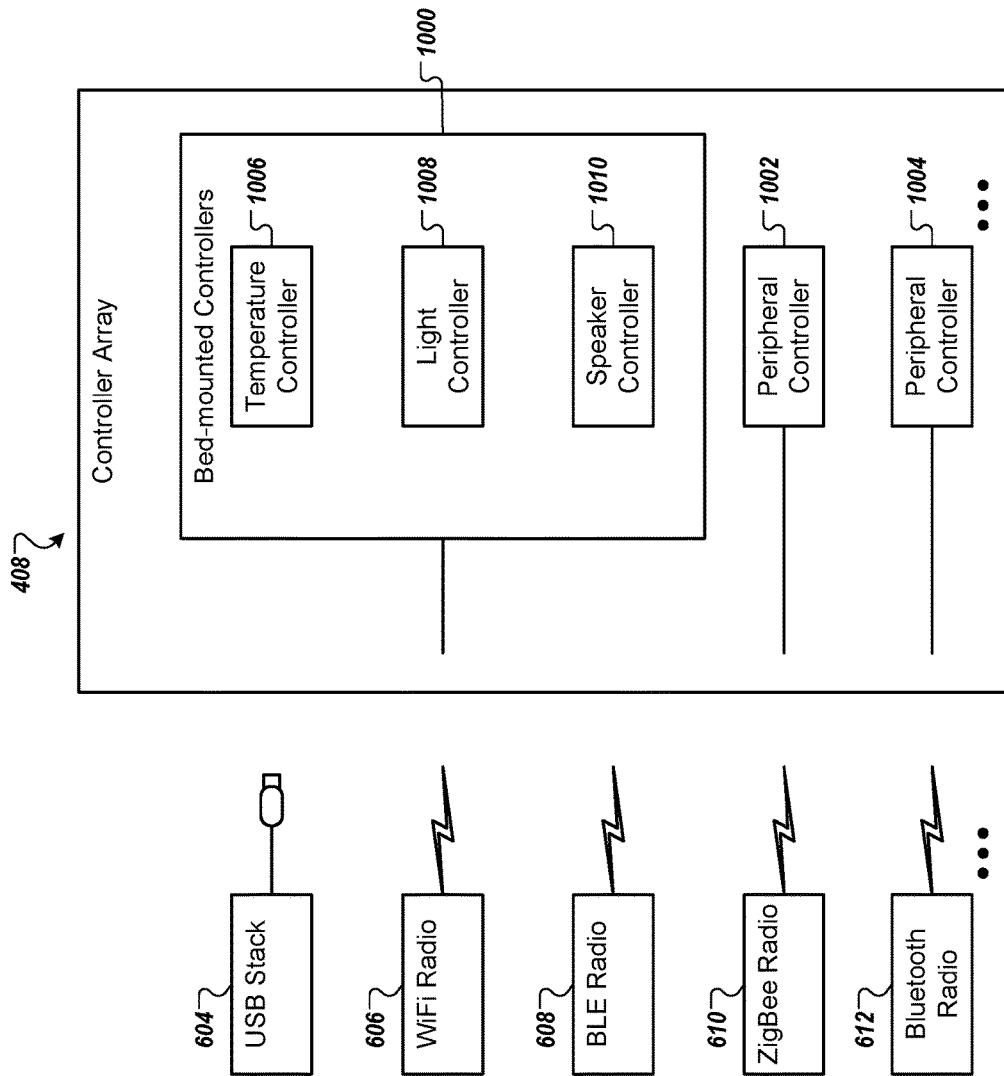 408
Controller Array
Bed-mounted Controllers
1000
604
USB Stack
606
WiFi Radio
608
BLE Radio
610
ZigBee Radio
612
Bluetooth
Radio
•••
Temperature
Controller
1006
Light
Controller
1008
Speaker
Controller
1010
Peripheral
Controller
1002
Peripheral
Controller
1004
•••